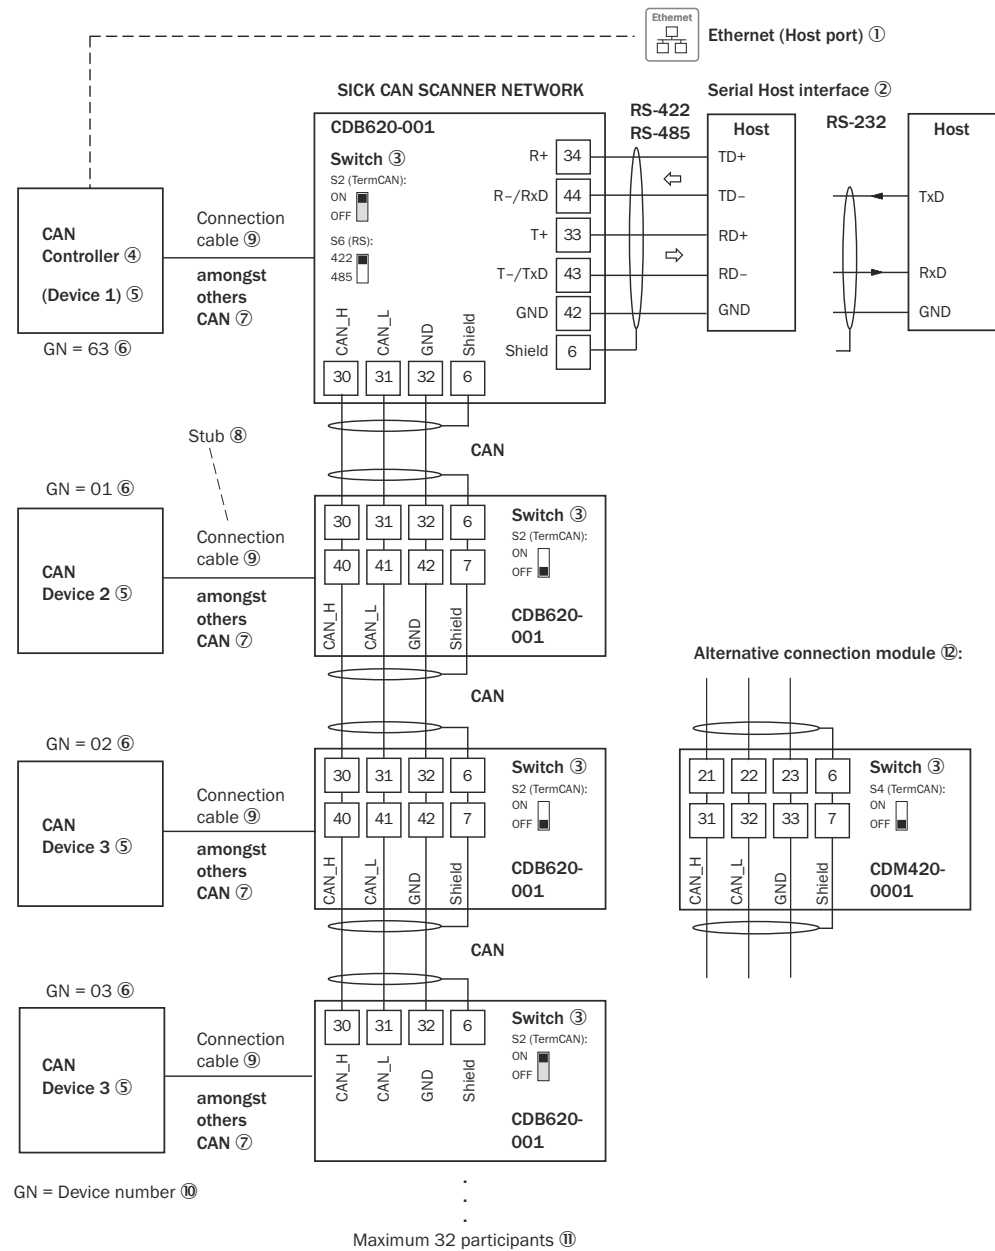 Ethernet
Ethernet (Host port) ①
SICK CAN SCANNER NETWORK
Serial Host interface ②
RS-422
RS-485
RS-232
CDB620-001
Switch ③
S2 (TermCAN):
ON
OFF
S6 (RS):
422
485
R+ 34
R–/RxD 44
T+ 33
T–/TxD 43
GND 42
Shield 6
Host
TD+
TD–
RD+
RD–
GND
Host
TxD
RxD
GND
CAN
Controller ④
(Device 1) ⑤
GN = 63 ⑥
Connection
cable ⑨
amongst
others
CAN ⑦
CAN_H
CAN_L
GND
Shield
30 31 32 6
CAN
Stub ⑧
GN = 01 ⑥
CAN
Device 2 ⑤
Connection
cable ⑨
amongst
others
CAN ⑦
30 31 32 6
40 41 42 7
CAN_H
CAN_L
GND
Shield
Switch ③
S2 (TermCAN):
ON
OFF
CDB620-
001
CAN
GN = 02 ⑥
CAN
Device 3 ⑤
Connection
cable ⑨
amongst
others
CAN ⑦
30 31 32 6
40 41 42 7
CAN_H
CAN_L
GND
Shield
Switch ③
S2 (TermCAN):
ON
OFF
CDB620-
001
Alternative connection module ⑫:
21 22 23 6
31 32 33 7
CAN_H
CAN_L
GND
Shield
Switch ③
S4 (TermCAN):
ON
OFF
CDM420-
0001
CAN
GN = 03 ⑥
CAN
Device 3 ⑤
Connection
cable ⑨
amongst
others
CAN ⑦
30 31 32 6
CAN_H
CAN_L
GND
Shield
Switch ③
S2 (TermCAN):
ON
OFF
CDB620-
001
GN = Device number ⑩
.
.
.
Maximum 32 participants ⑪